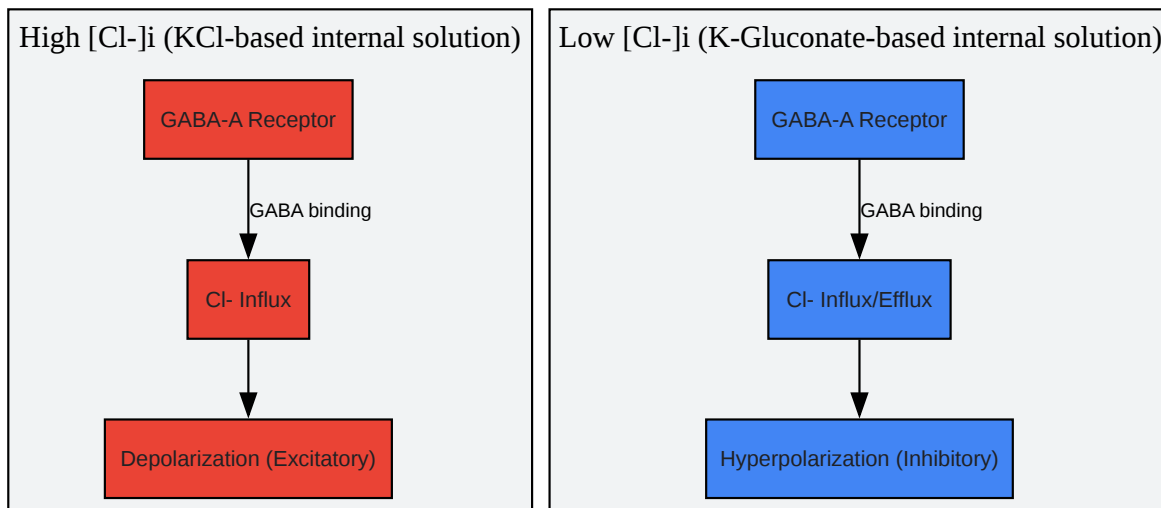 High [Cl-]i (KCl-based internal solution)
GABA-A Receptor
GABA binding
Cl- Influx
Depolarization (Excitatory)
Low [Cl-]i (K-Gluconate-based internal solution)
GABA-A Receptor
GABA binding
Cl- Influx/Efflux
Hyperpolarization (Inhibitory)